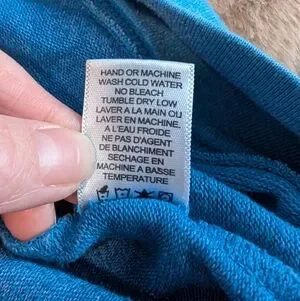 HAND OR MACHINE
WASH COLD WATER
NO BLEACH
TUMBLE DRY LOW
LAVER A LA MAIN OU
LAVER EN MACHINE,
A L'EAU FROIDE
NE PAS D'AGENT
DE BLANCHIMENT
SECHAGE EN
MACHINE A BASSE
TEMPERATURE